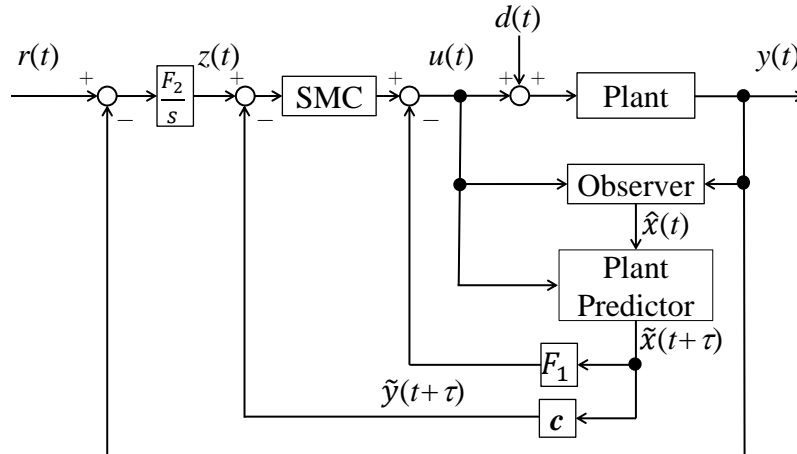 d(t)
r(t) + − F₂/s z(t) + − SMC + − u(t) + + Plant y(t)
Observer
x̂(t)
Plant
Predictor
x̃(t+ τ)
F₁
ỹ(t+ τ)
c